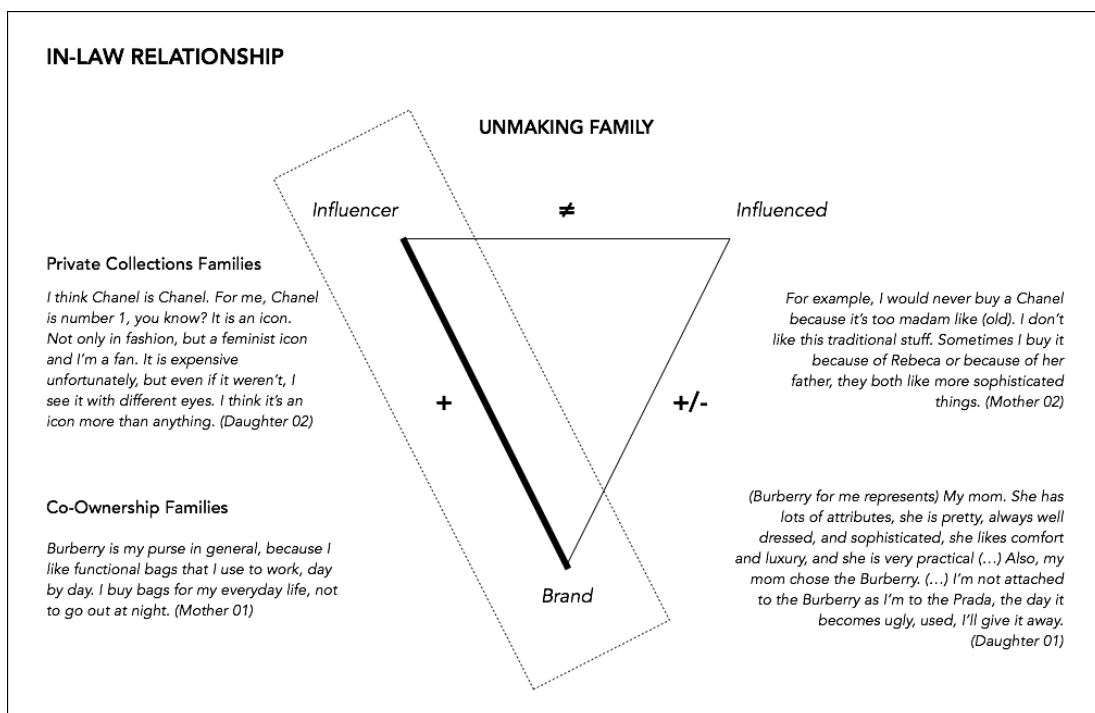 IN-LAW RELATIONSHIP
UNMAKING FAMILY
Influencer
≠
Influenced
Private Collections Families
I think Chanel is Chanel. For me, Chanel
is number 1, you know? It is an icon.
Not only in fashion, but a feminist icon
and I'm a fan. It is expensive
unfortunately, but even if it weren't, I
see it with different eyes. I think it's an
icon more than anything. (Daughter 02)
+
+/-
For example, I would never buy a Chanel
because it's too madam like (old). I don't
like this traditional stuff. Sometimes I buy it
because of Rebeca or because of her
father, they both like more sophisticated
things. (Mother 02)
Co-Ownership Families
Burberry is my purse in general, because I
like functional bags that I use to work, day
by day. I buy bags for my everyday life, not
to go out at night. (Mother 01)
Brand
(Burberry for me represents) My mom. She has
lots of attributes, she is pretty, always well
dressed, and sophisticated, she likes comfort
and luxury, and she is very practical (...) Also, my
mom chose the Burberry. (...) I'm not attached
to the Burberry as I'm to the Prada, the day it
becomes ugly, used, I'll give it away.
(Daughter 01)